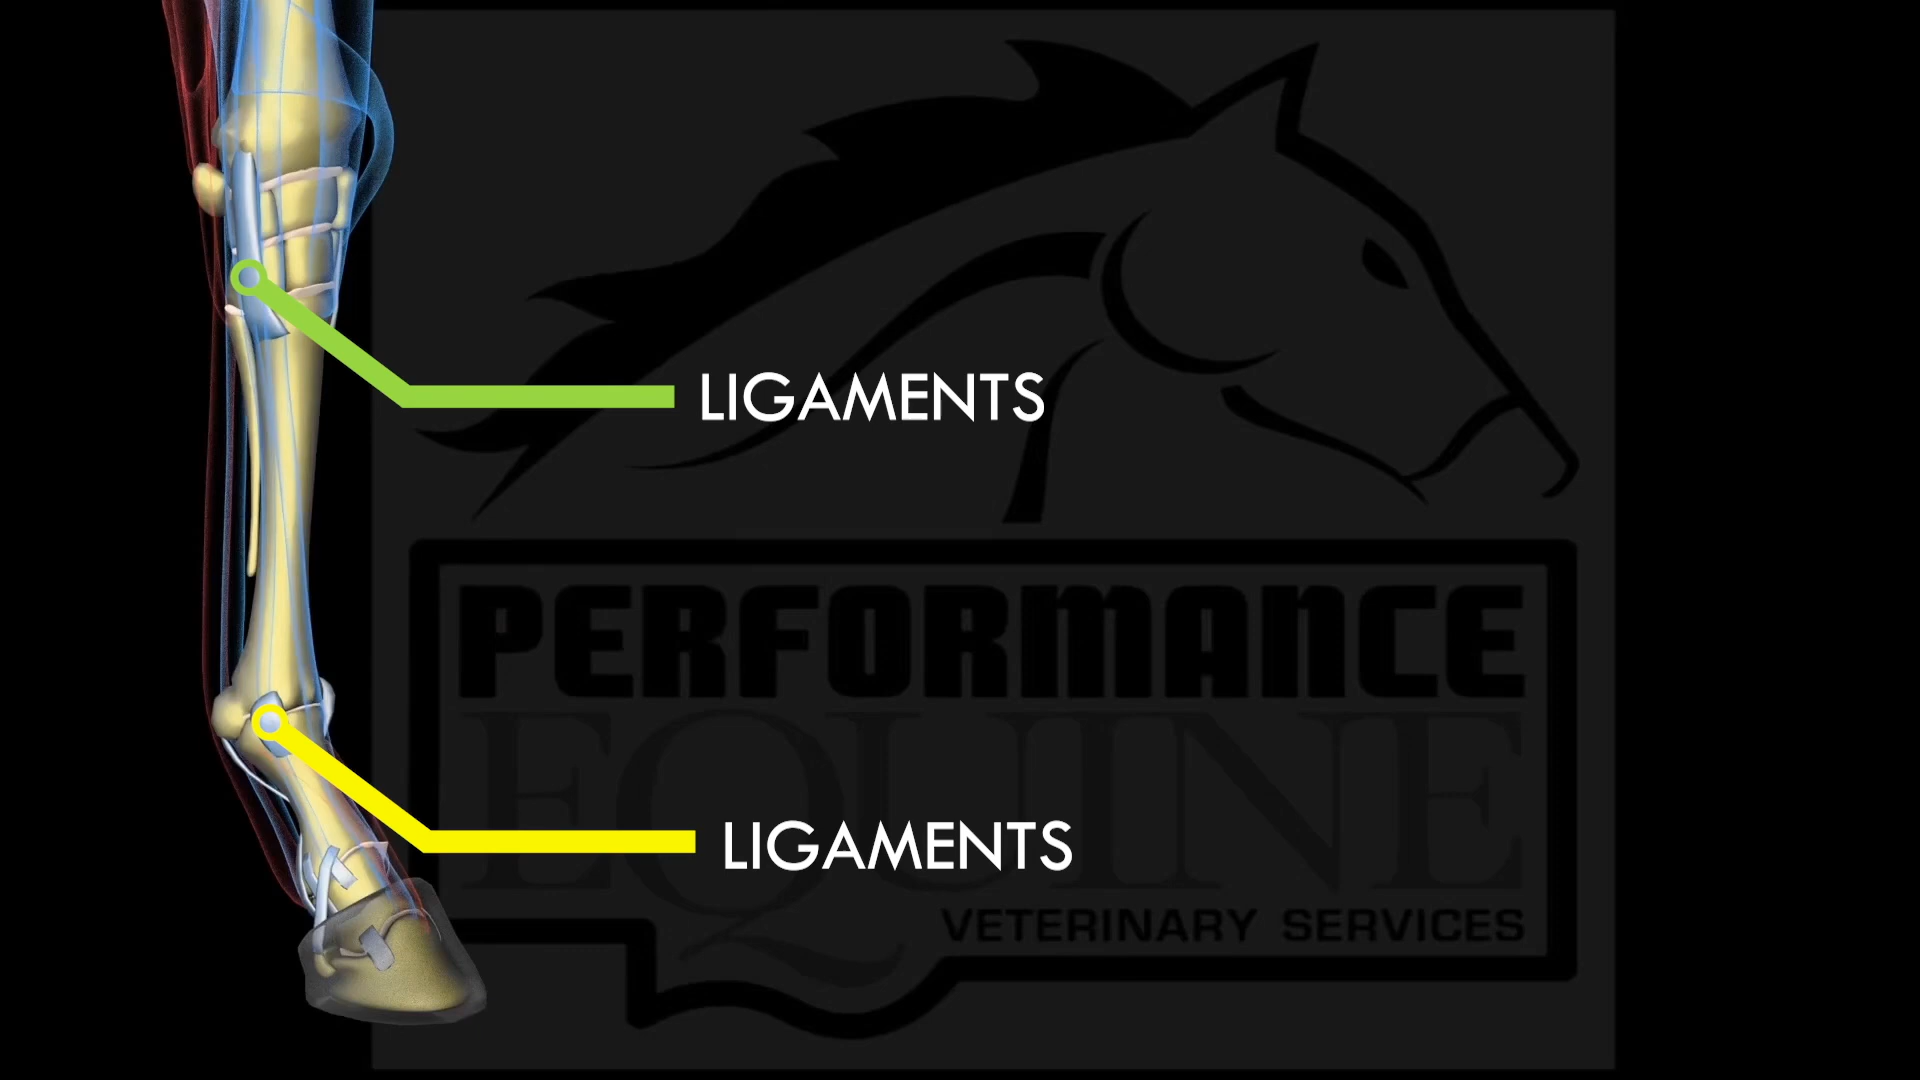 LIGAMENTS
PERFORMANCE
EQUINE
LIGAMENTS
VETERINARY SERVICES